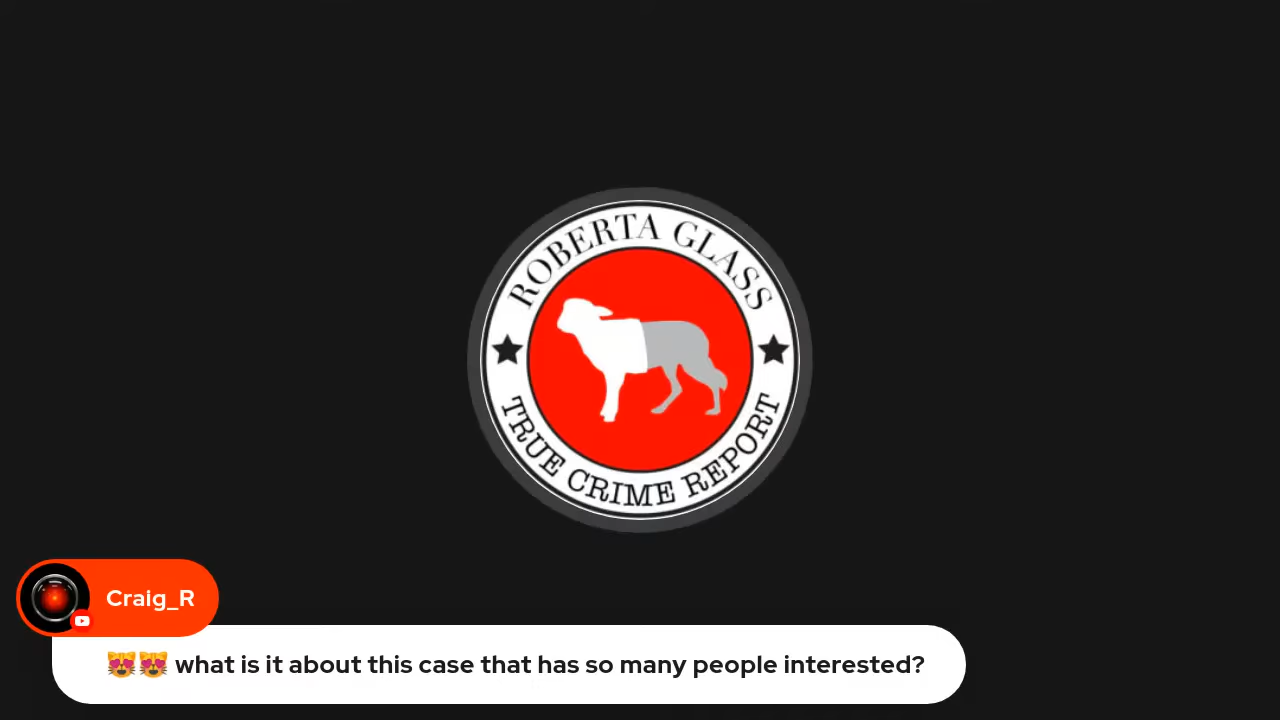 ROBERTA GLASS
TRUE CRIME REPORT
Craig_R
😻😻 what is it about this case that has so many people interested?